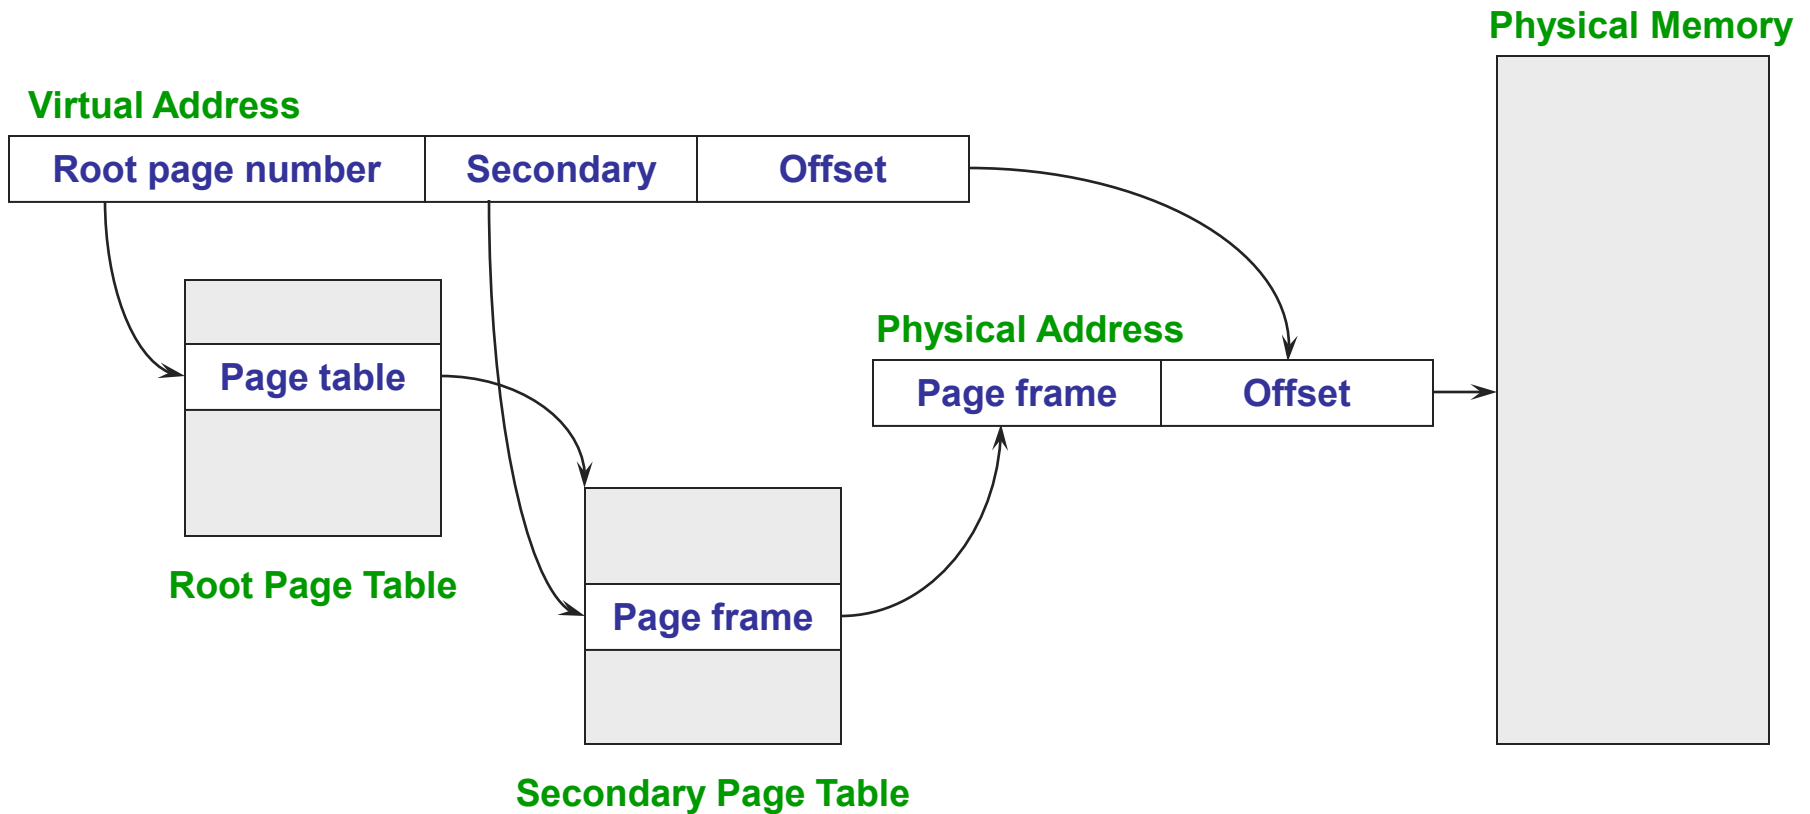 Physical Memory
Virtual Address
Root page number
Secondary
Offset
Physical Address
Page table
Page frame
Offset
Root Page Table
Page frame
Secondary Page Table